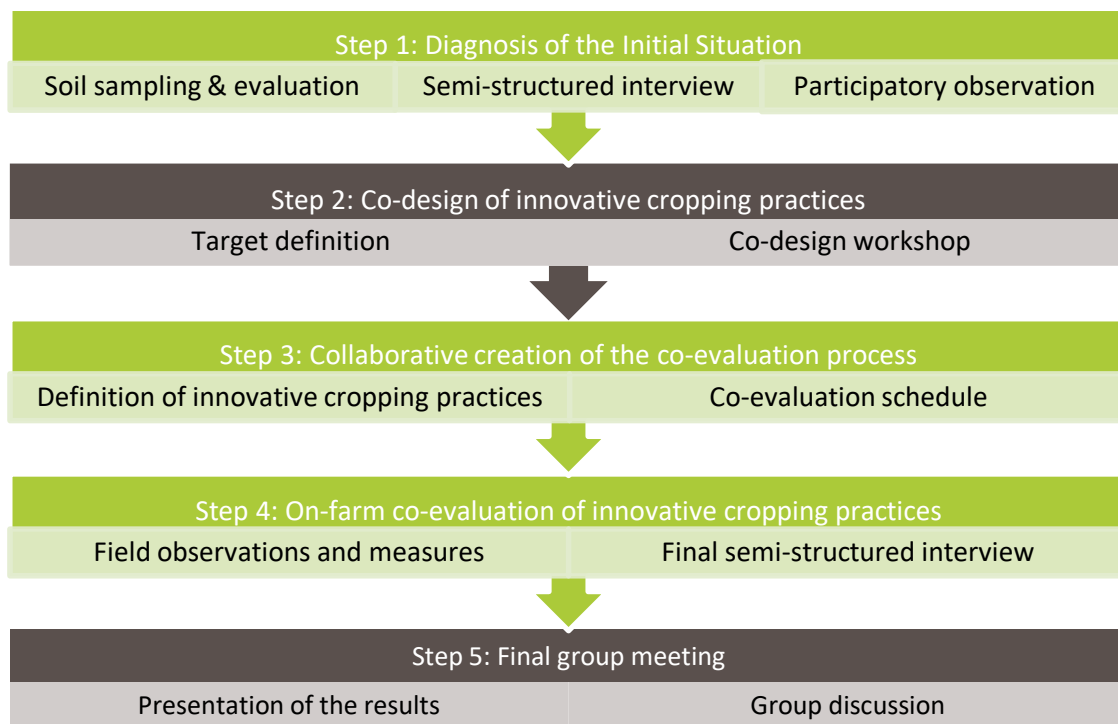 Step 1: Diagnosis of the Initial Situation
Soil sampling & evaluation Semi-structured interview Participatory observation
Step 2: Co-design of innovative cropping practices
Target definition Co-design workshop
Step 3: Collaborative creation of the co-evaluation process
Definition of innovative cropping practices Co-evaluation schedule
Step 4: On-farm co-evaluation of innovative cropping practices
Field observations and measures Final semi-structured interview
Step 5: Final group meeting
Presentation of the results Group discussion